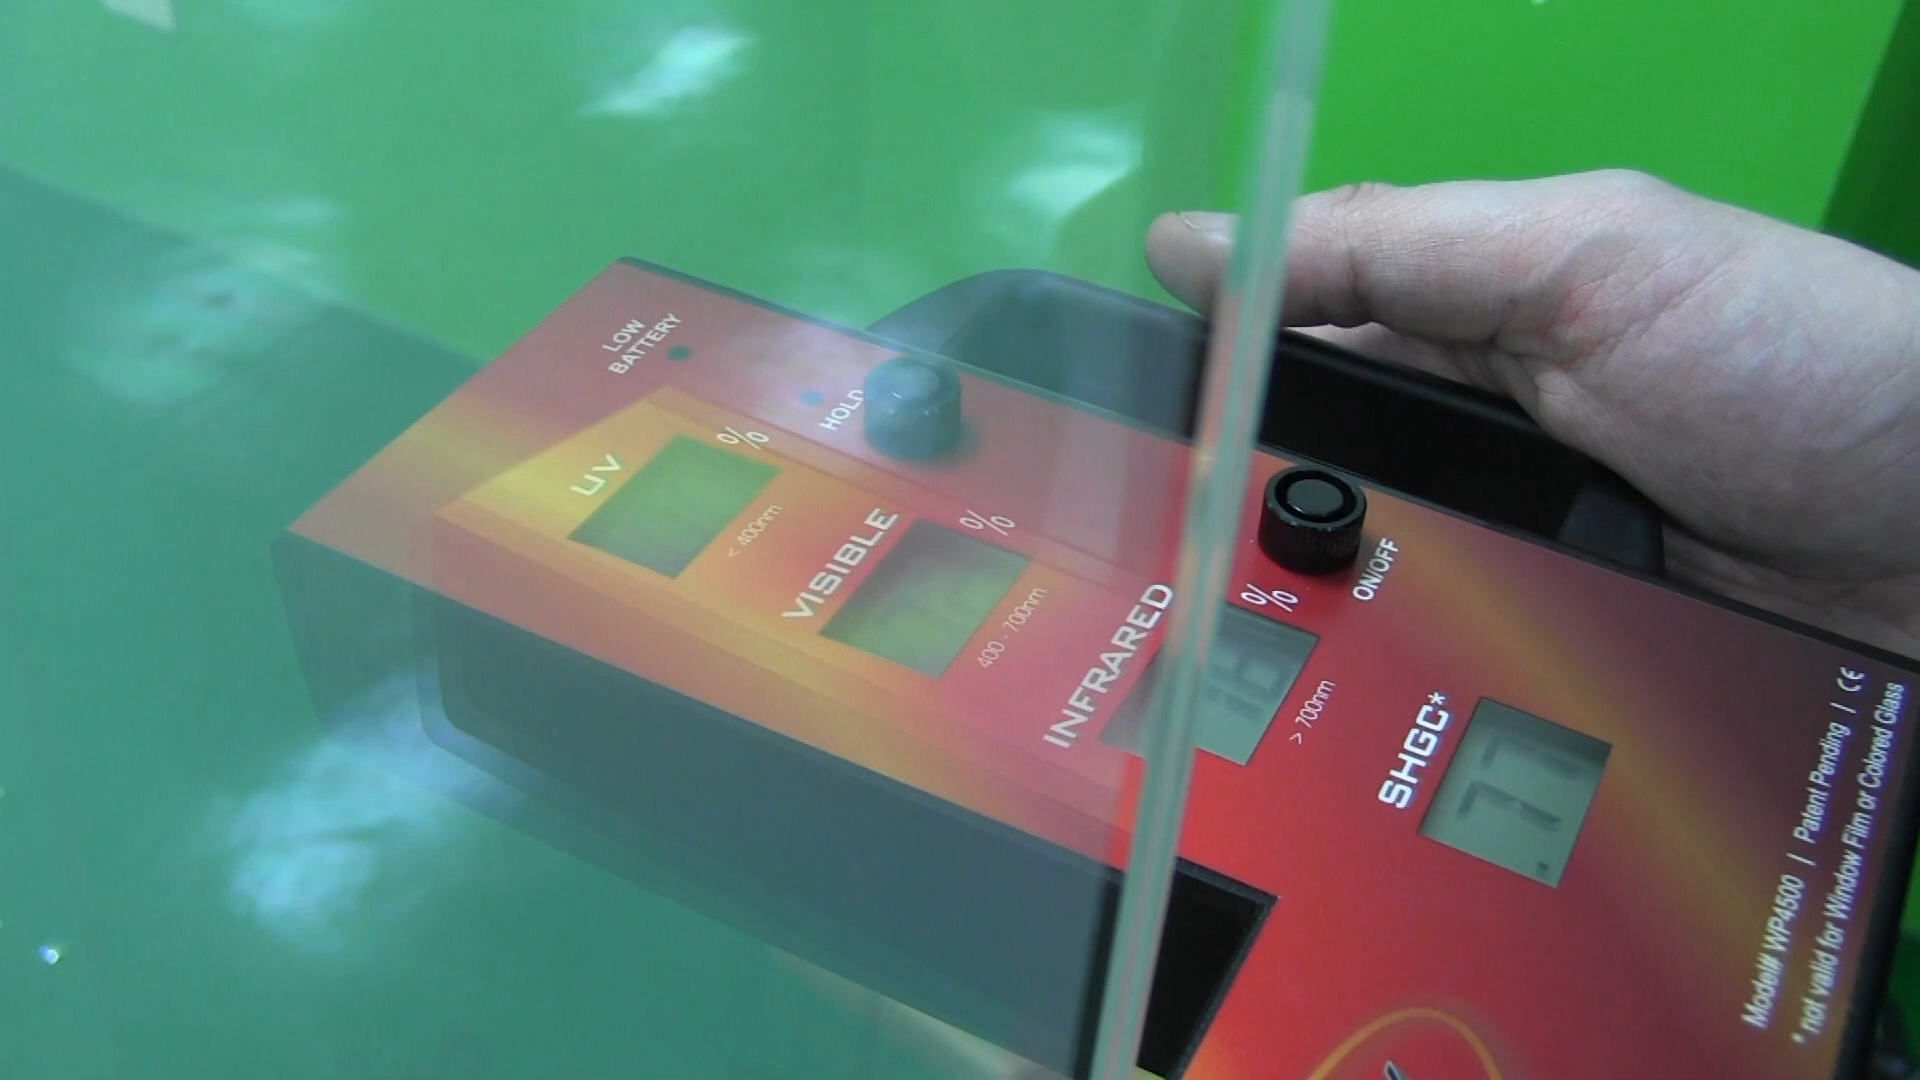 LOW
BATTERY
HOLD
UV
%
< 400nm
VISIBLE
%
400 - 700nm
INFRARED
%
> 700nm
ON/OFF
SHGC*
.77
Model# WP4500 | Patent Pending | CE
*not valid for Window Film or Colored Glass